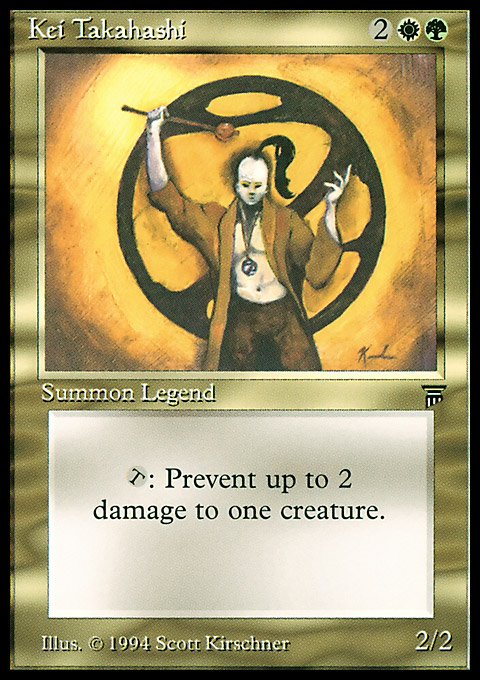 Kei Takahashi 2
Summon Legend
T: Prevent up to 2
damage to one creature.
Illus. © 1994 Scott Kirschner 2/2